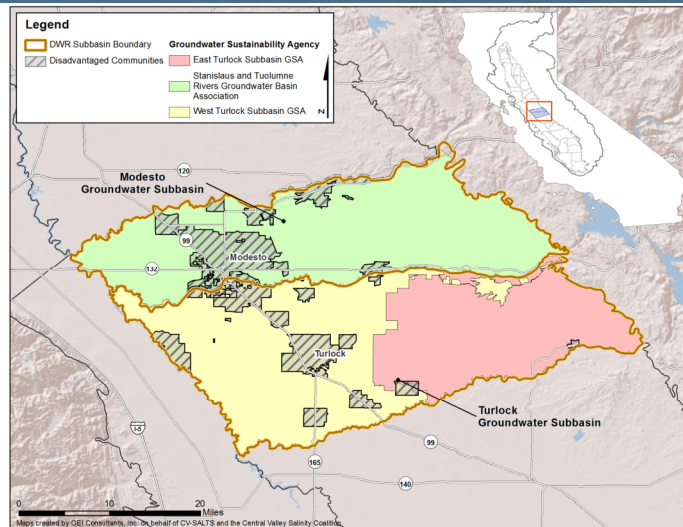 Legend
DWR Subbasin Boundary
Disadvantaged Communities
Groundwater Sustainability Agency
East Turlock Subbasin GSA
Stanislaus and Tuolumne
Rivers Groundwater Basin
Association
West Turlock Subbasin GSA
N
120
Modesto
Groundwater Subbasin
99
Modesto
132
Turlock
Turlock
Groundwater Subbasin
I-5
99
165
140
0 10 20
Miles
Maps created by GEI Consultants, Inc. on behalf of CV-SALTS and the Central Valley Salinity Coalition